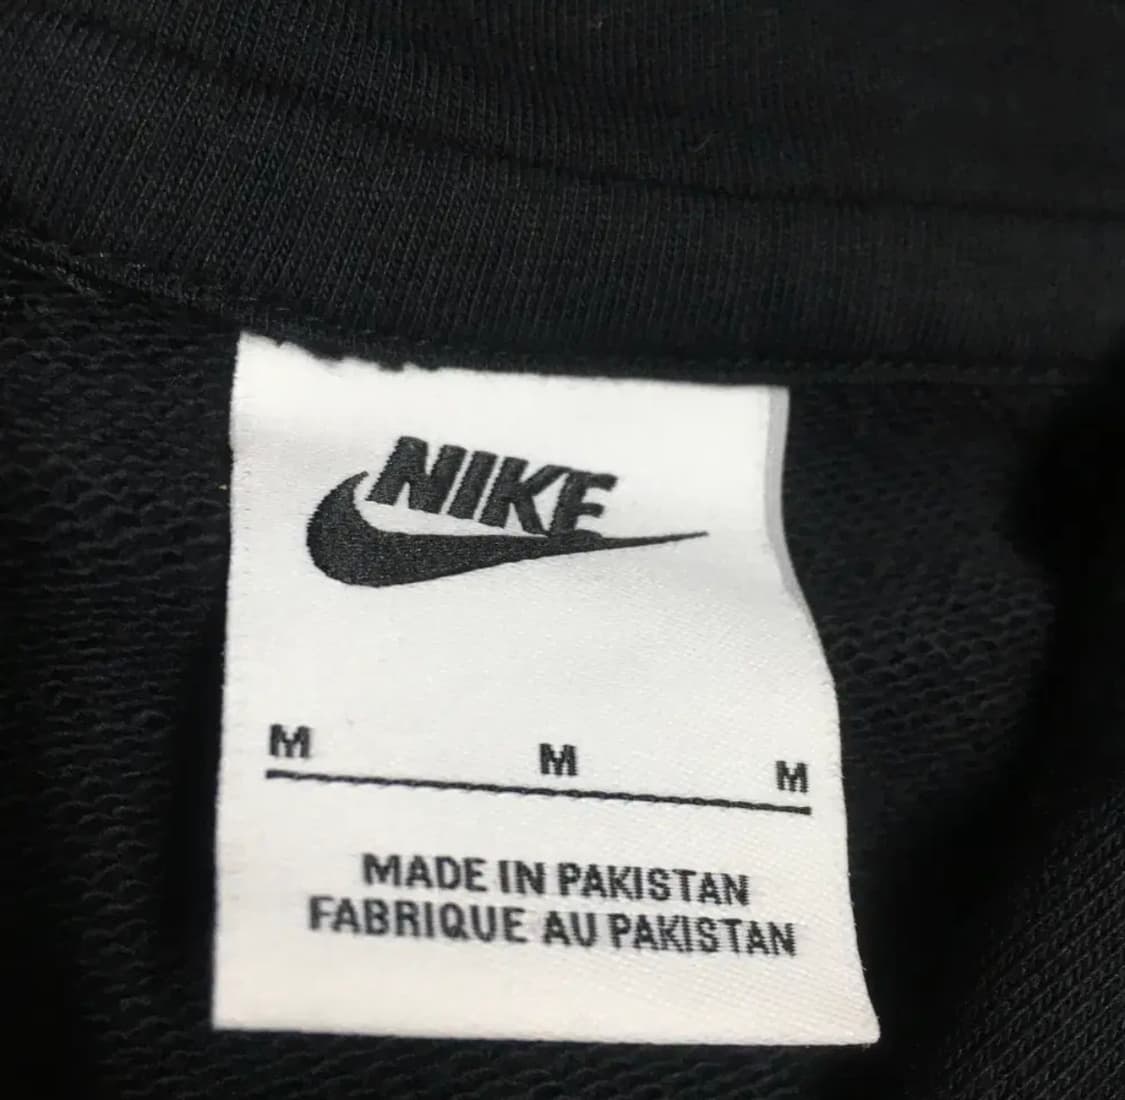 NIKE
M M M
MADE IN PAKISTAN
FABRIQUE AU PAKISTAN